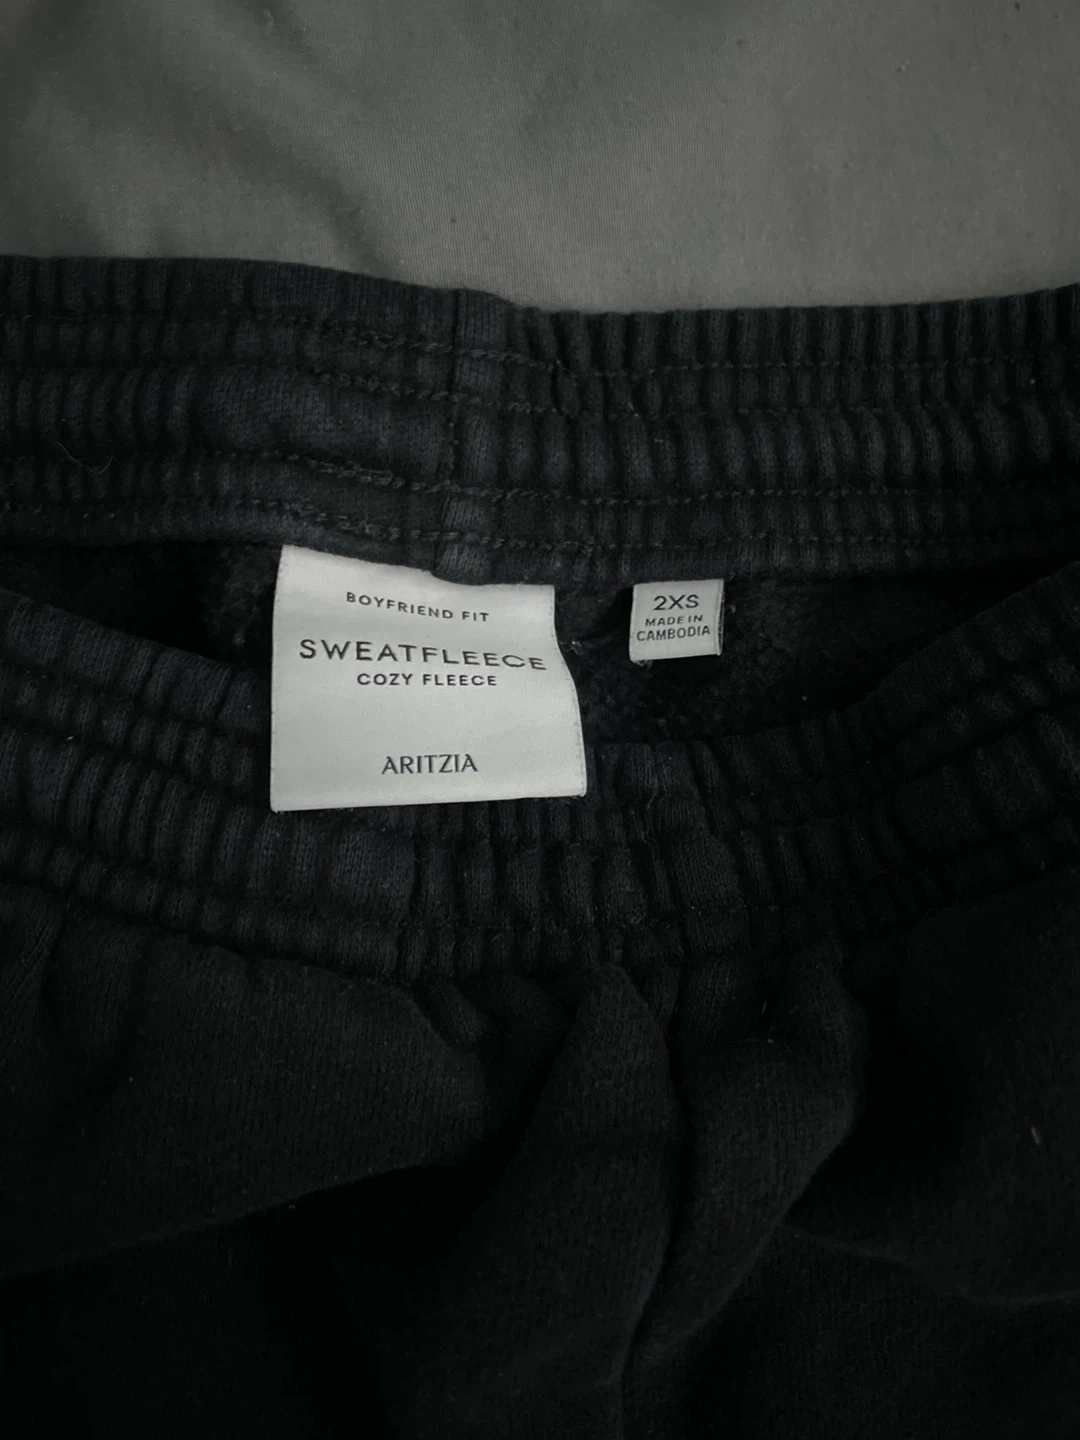 BOYFRIEND FIT
SWEATFLEECE
COZY FLEECE
ARITZIA
2XS
MADE IN
CAMBODIA